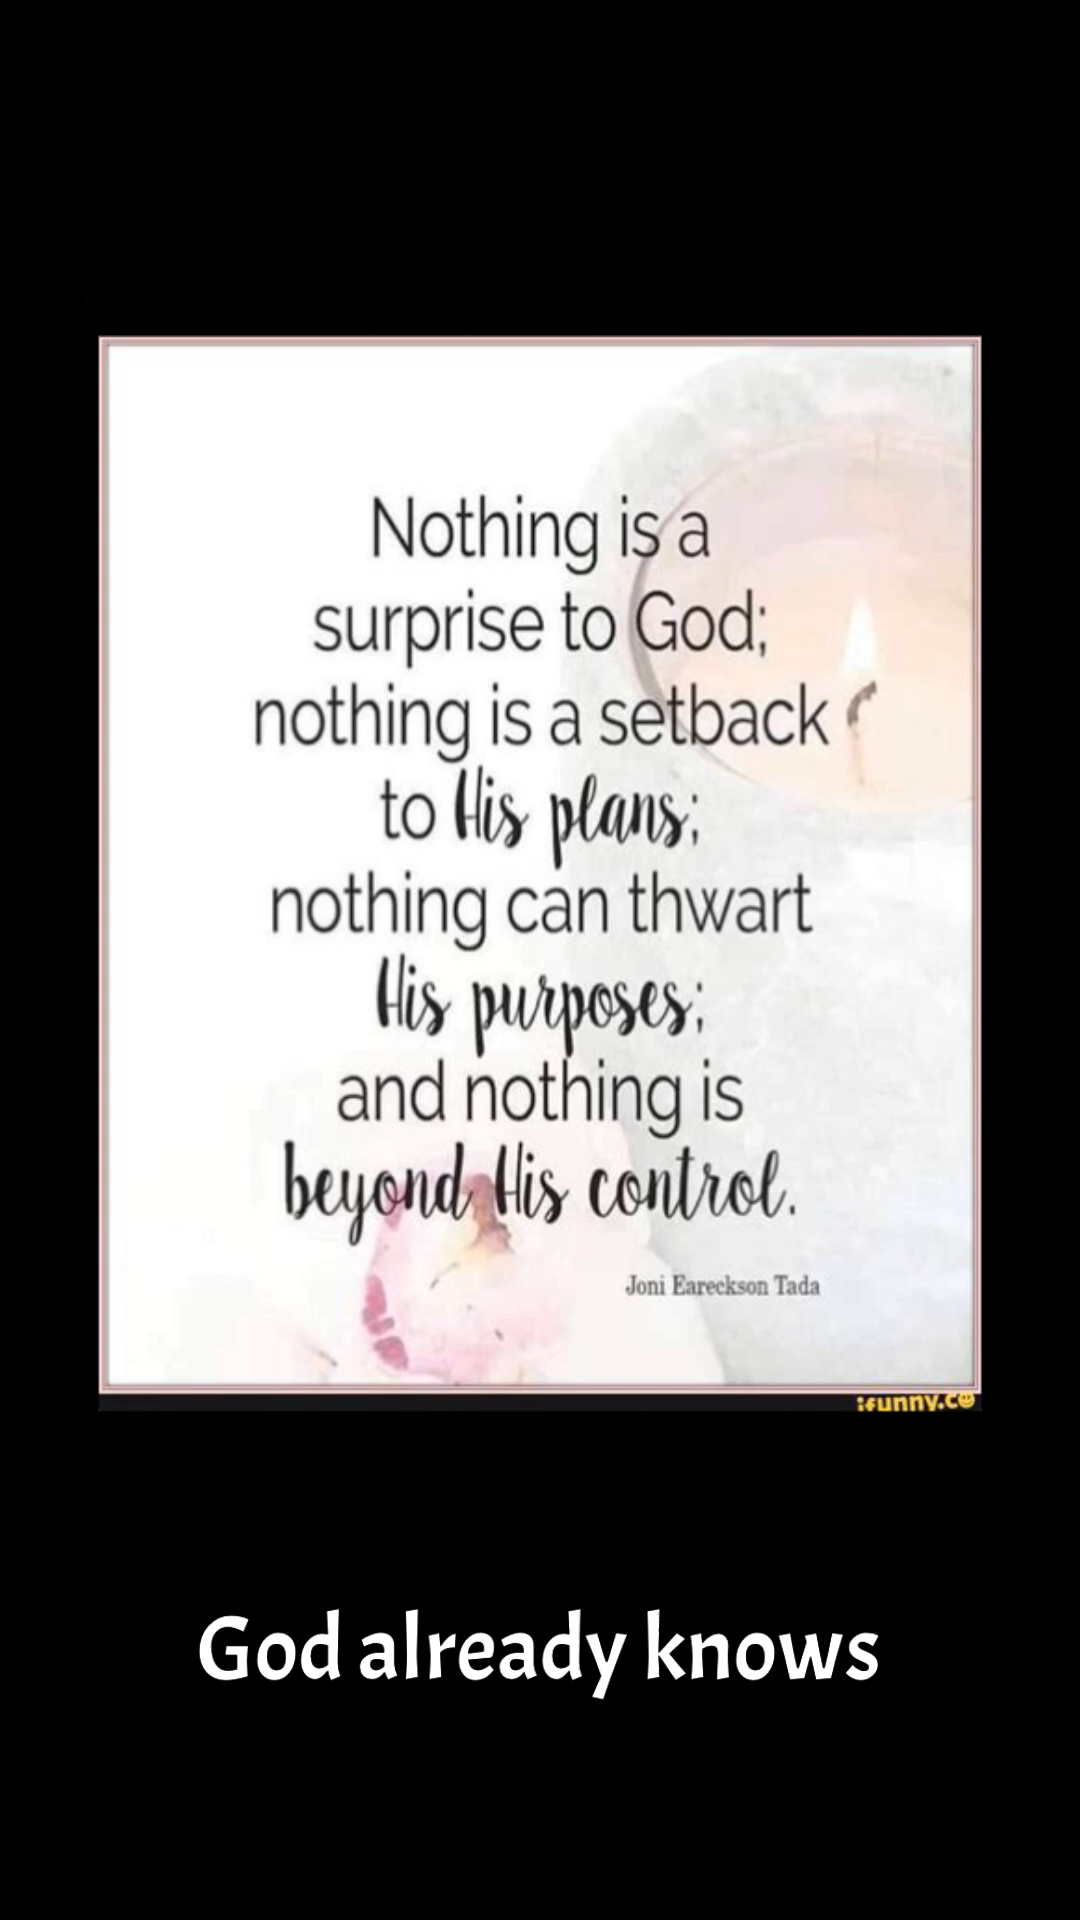 Nothing is a
surprise to God;
nothing is a setback
to His plans;
nothing can thwart
His purposes;
and nothing is
beyond His control.
Joni Eareckson Tada
ifunny.co
God already knows